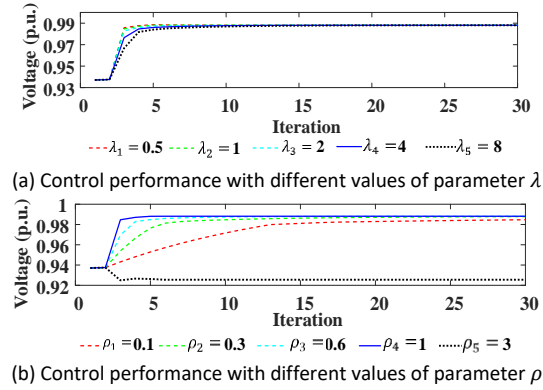 0.99
0.97
0.95
0.93
Voltage (p.u.)
0 5 10 15 20 25 30
Iteration
λ₁ = 0.5 λ₂ = 1 λ₃ = 2 λ₄ = 4 λ₅ = 8
(a) Control performance with different values of parameter λ
1
0.98
0.96
0.94
0.92
Voltage (p.u.)
0 5 10 15 20 25 30
Iteration
ρ₁ = 0.1 ρ₂ = 0.3 ρ₃ = 0.6 ρ₄ = 1 ρ₅ = 3
(b) Control performance with different values of parameter ρ